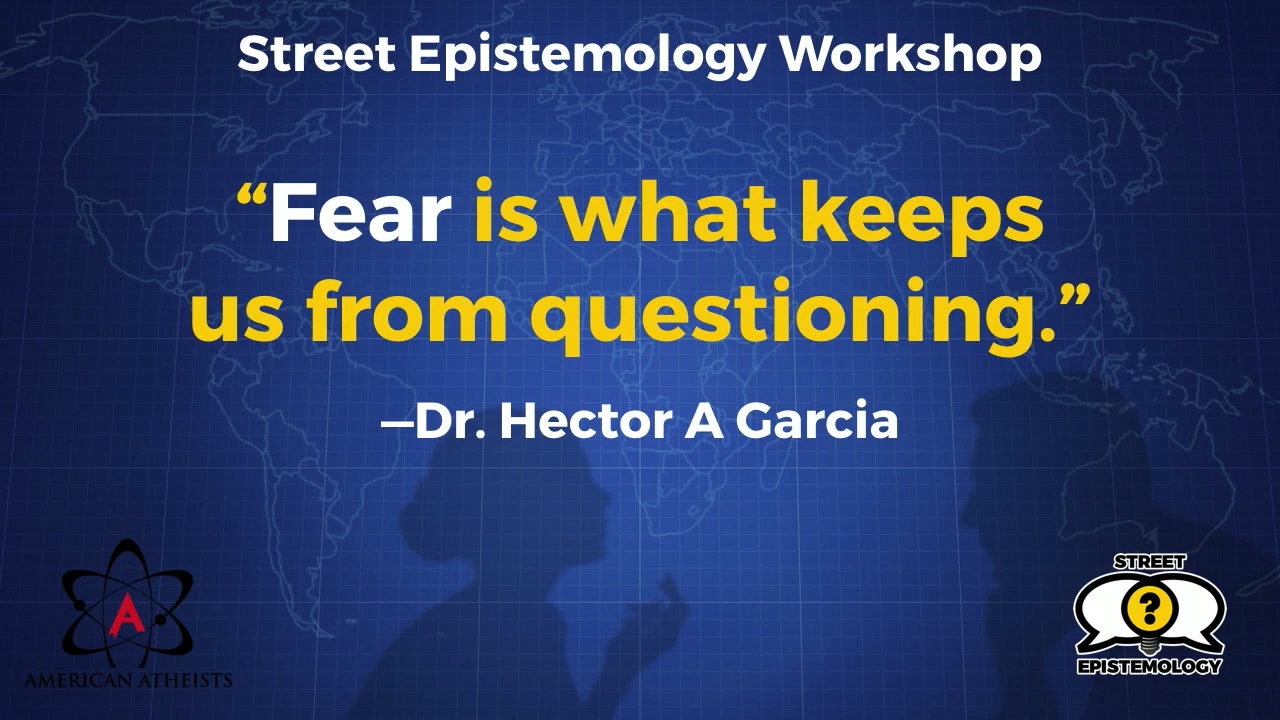 Street Epistemology Workshop
“Fear is what keeps
us from questioning.”
—Dr. Hector A Garcia
A
AMERICAN ATHEISTS
STREET
?
EPISTEMOLOGY